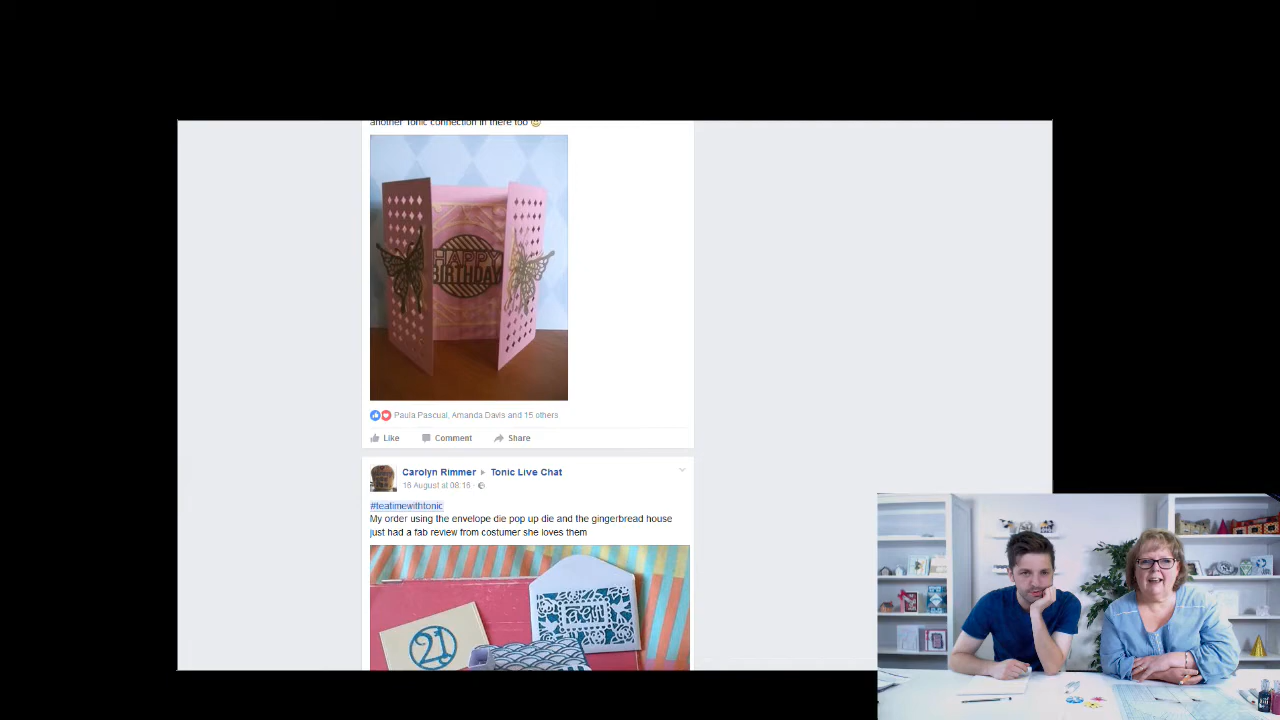 another Tonic connection in there too
HAPPY
BIRTHDAY
Paula Pascual, Amanda Davis and 15 others
Like Comment Share
Carolyn Rimmer ▸ Tonic Live Chat
16 August at 08:16 ·
#teatimewithtonic
My order using the envelope die pop up die and the gingerbread house
just had a fab review from costumer she loves them
21